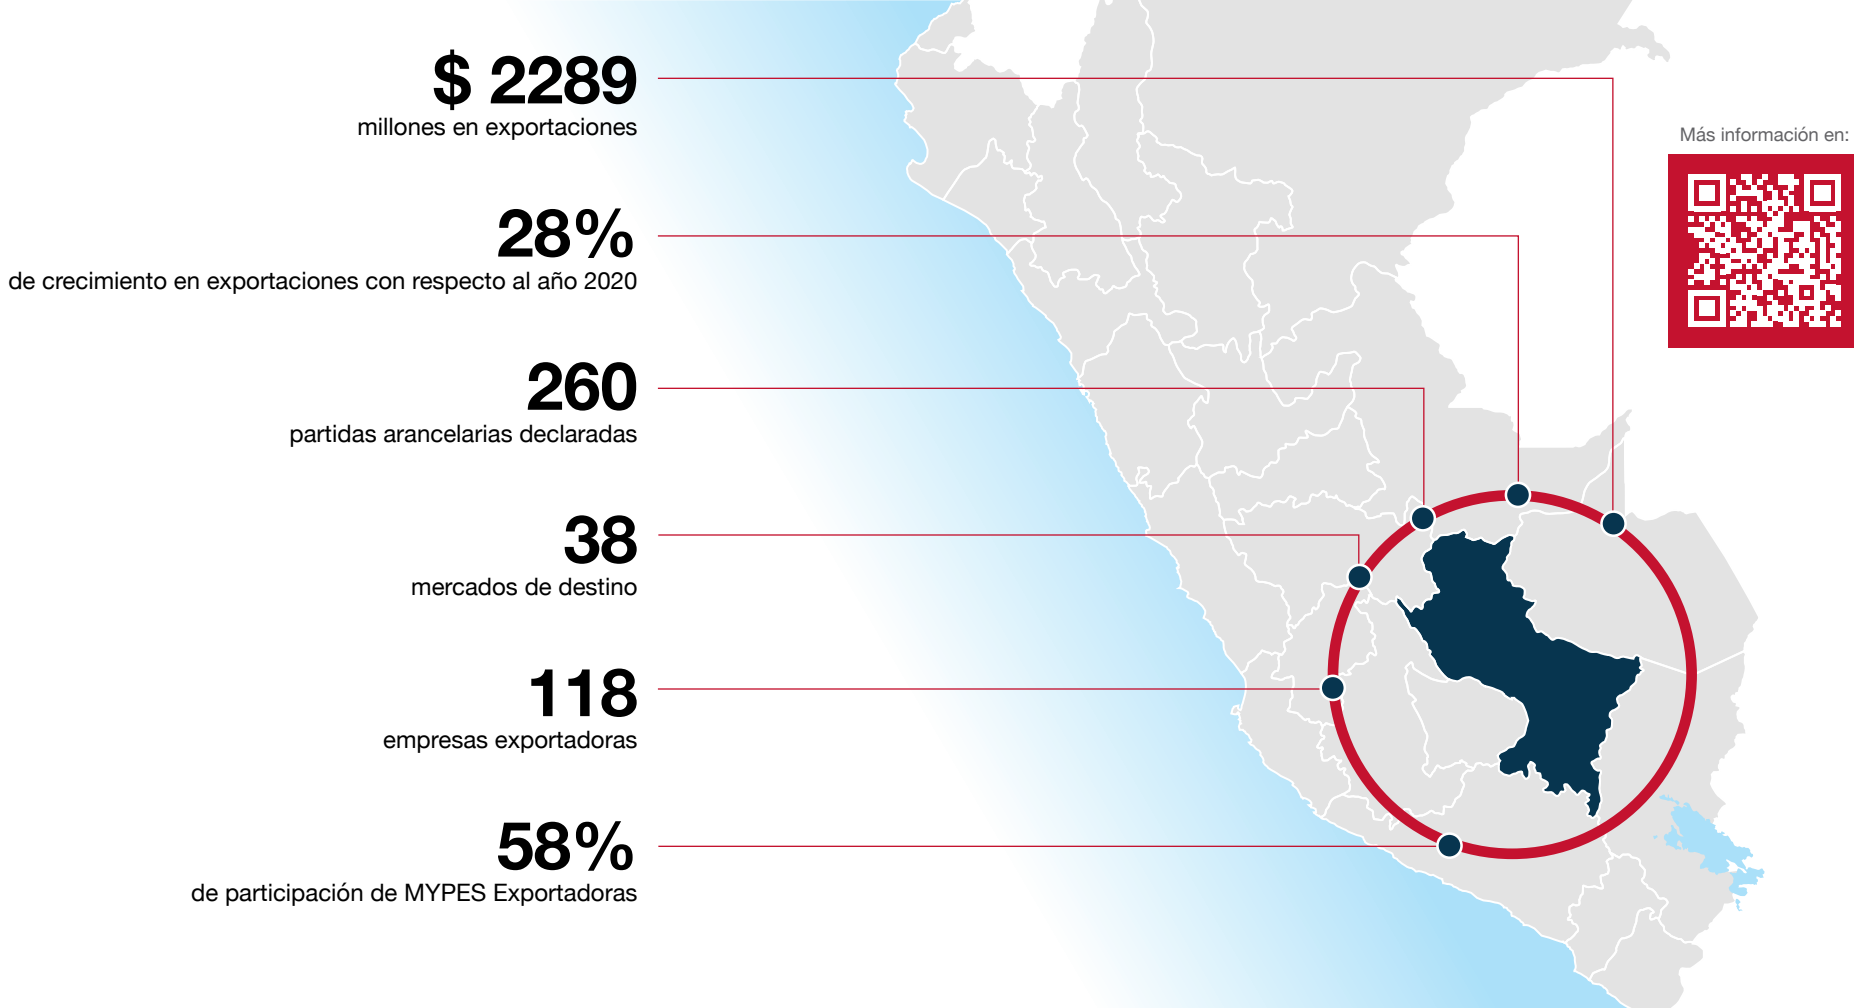 $ 2289
millones en exportaciones
28%
de crecimiento en exportaciones con respecto al año 2020
260
partidas arancelarias declaradas
38
mercados de destino
118
empresas exportadoras
58%
de participación de MYPES Exportadoras
Más información en: